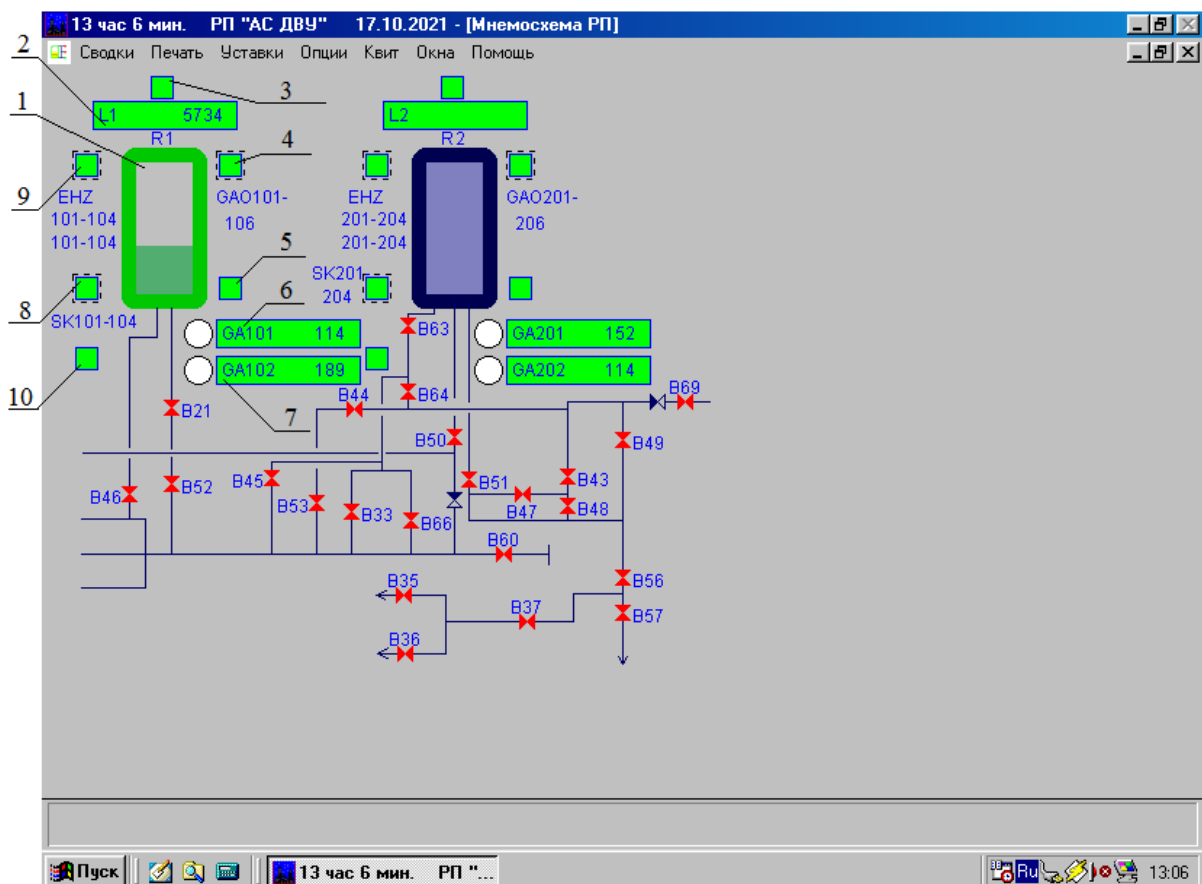 13 час 6 мин. РП "АС ДВУ" 17.10.2021 - [Мнемосхема РП]
Сводки Печать Уставки Опции Квит Окна Помощь
2
3
1
L1 5734
L2
R1
R2
4
9
EHZ
101-104
101-104
GAO101-
106
EHZ
201-204
201-204
GAO201-
206
5
6
8
SK101-104
SK201
204
GA101 114
B63
GA201 152
10
GA102 189
GA202 114
7
B44
B64
B69
B21
B50
B49
B46
B52
B45
B53
B33
B66
B51
B47
B43
B48
B60
B35
B37
B56
B57
B36
Пуск
13 час 6 мин. РП "...
Ru
13:06